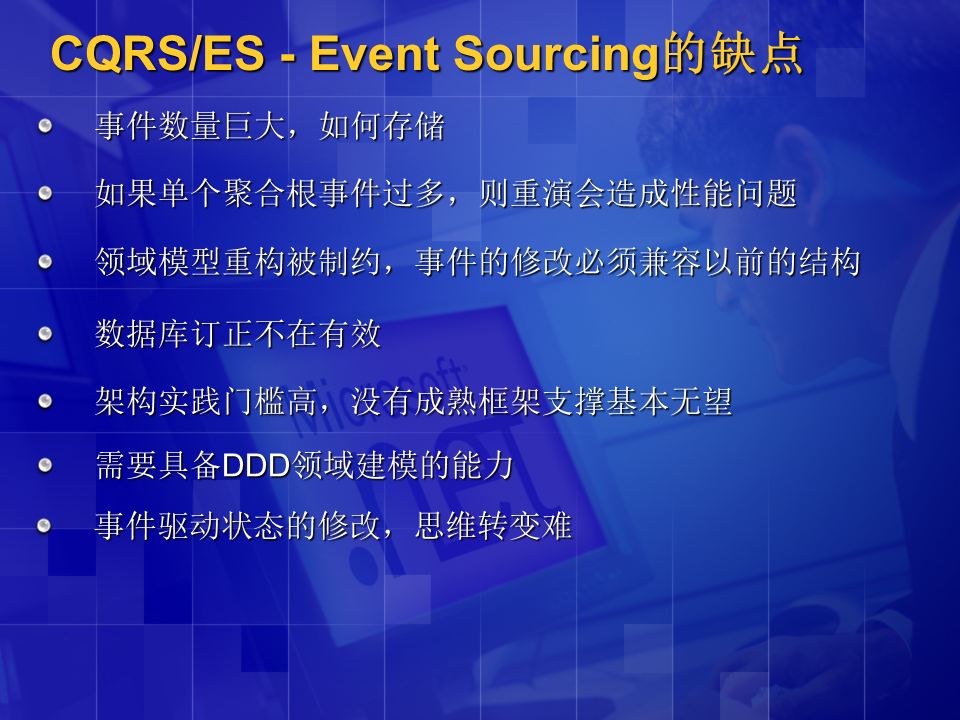 CQRS/ES - Event Sourcing的缺点
事件数量巨大，如何存储
如果单个聚合根事件过多，则重演会造成性能问题
领域模型重构被制约，事件的修改必须兼容以前的结构
数据库订正不在有效
架构实践门槛高，没有成熟框架支撑基本无望
需要具备DDD领域建模的能力
事件驱动状态的修改，思维转变难
Microsoft
.net